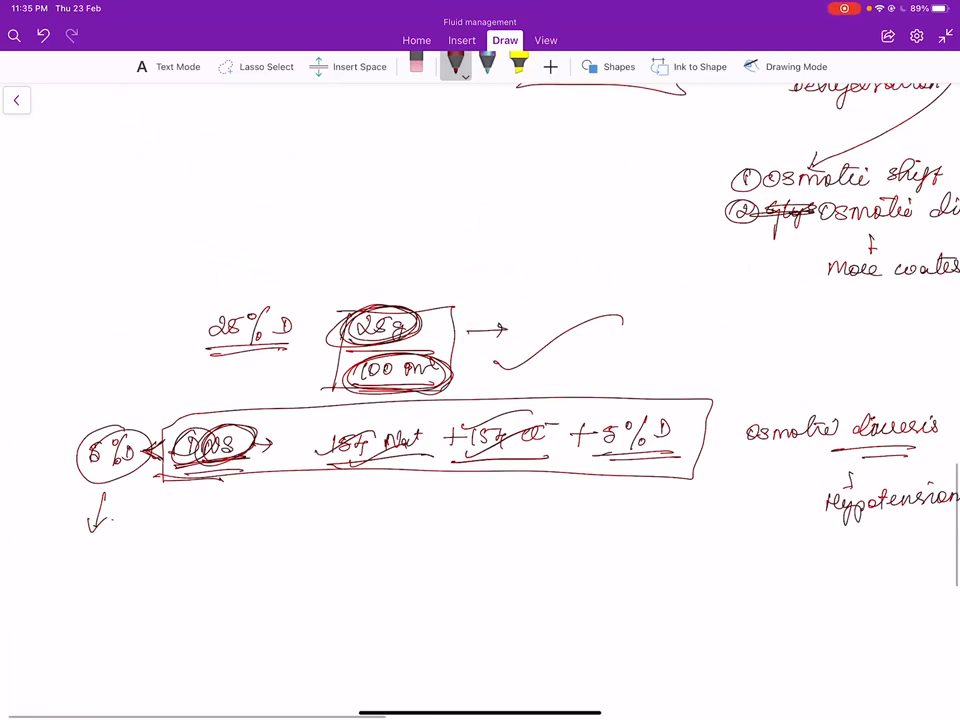 11:35 PM Thu 23 Feb
89%
Fluid management
Home Insert Draw View
Text Mode Lasso Select Insert Space Shapes Ink to Shape Drawing Mode
Dehydration
① Osmotic shift
② Osmotic di
More water
25% D 25g
100 ml
5% D DNS → 154 Na+ + 154 Cl- + 5% D
Osmotic diuresis
Hypotension